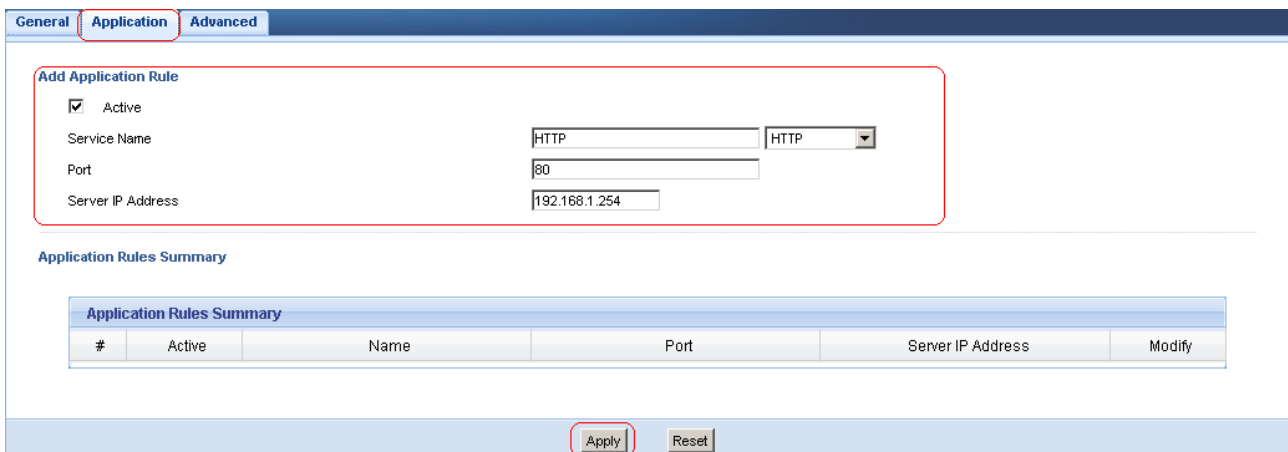 General Application Advanced
Add Application Rule
Active
Service Name HTTP HTTP
Port 80
Server IP Address 192.168.1.254
Application Rules Summary
Application Rules Summary
# Active Name Port Server IP Address Modify
Apply Reset